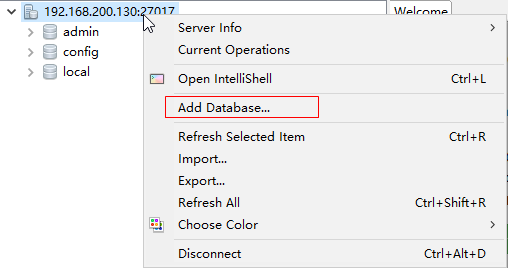 192.168.200.130:27017
Welcome
admin
config
local
Server Info
Current Operations
Open IntelliShell Ctrl+L
Add Database...
Refresh Selected Item Ctrl+R
Import...
Export...
Refresh All Ctrl+Shift+R
Choose Color
Disconnect Ctrl+Alt+D